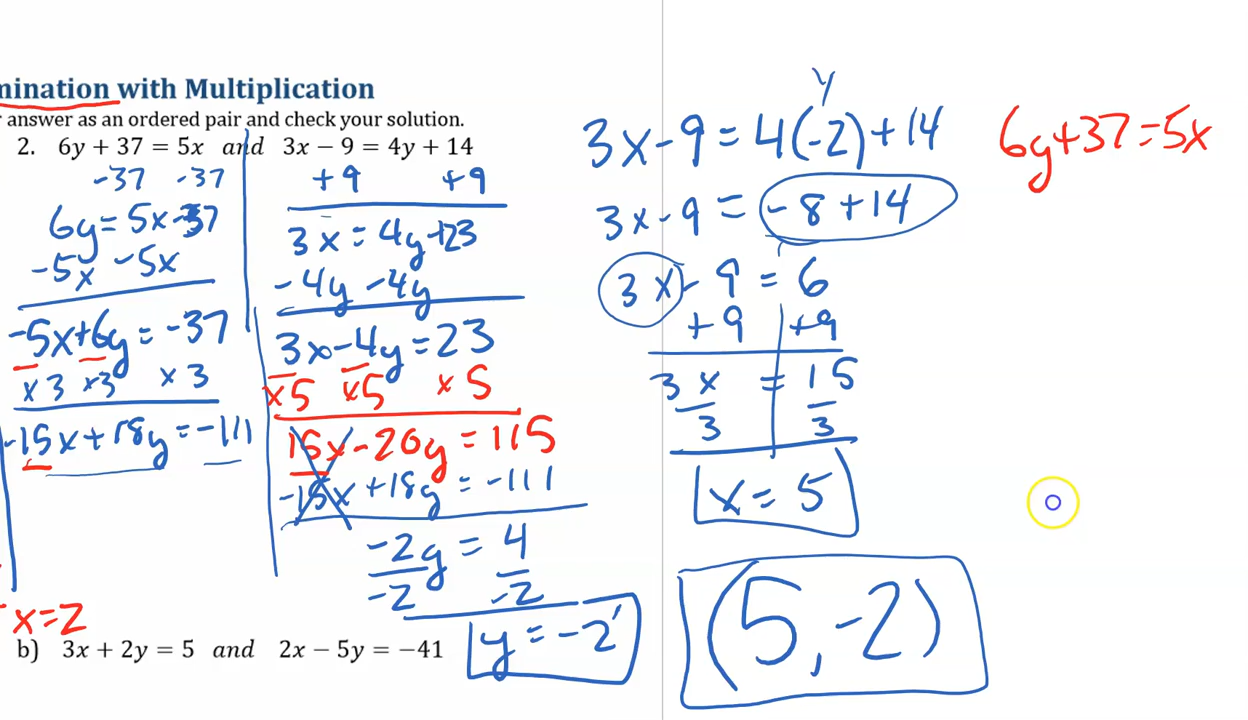 mination with Multiplication
answer as an ordered pair and check your solution.
2. 6y + 37 = 5x and 3x − 9 = 4y + 14
-37 -37
6y = 5x - 37
-5x -5x
-5x+6y = -37
x3 x3 x3
-15x+18y = -111
+9 +9
3x = 4y+23
-4y -4y
3x-4y = 23
x5 x5 x5
15x-20y = 115
-15x+18y = -111
-2y = 4
-2 -2
y = -2
x=2
b) 3x + 2y = 5 and 2x − 5y = −41
y
3x-9 = 4(-2)+14
3x-9 = -8+14
3x-9 = 6
+9 +9
3x = 15
3 3
x = 5
(5, -2)
6y+37=5x